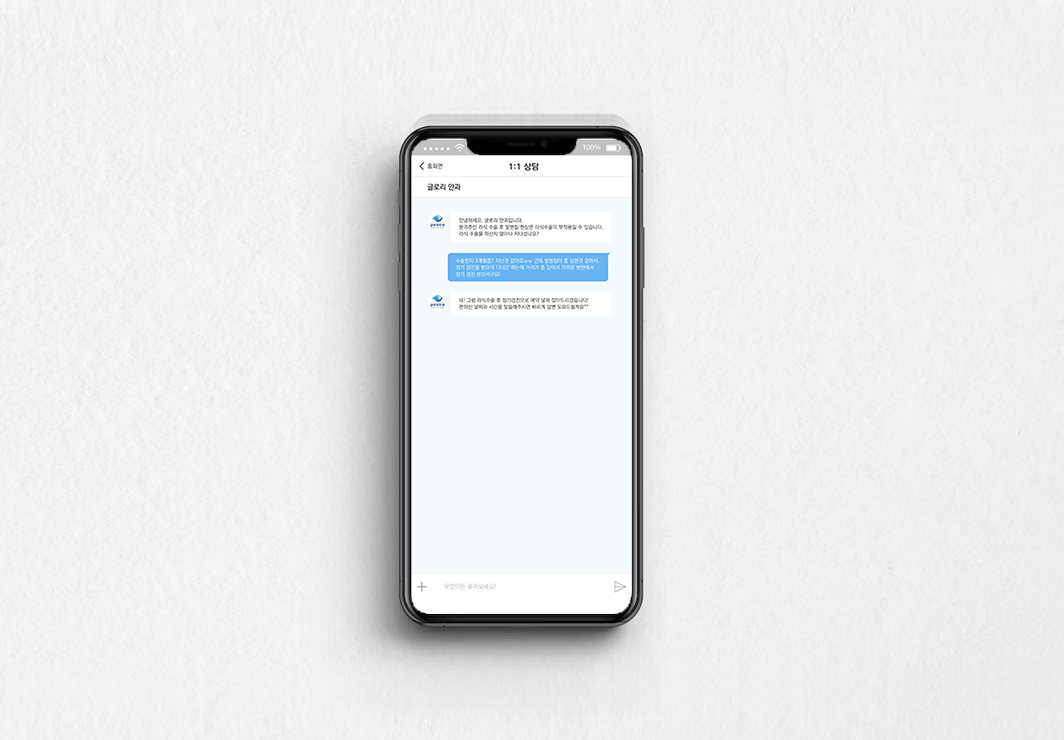 100%
홈화면
1:1 상담
글로리 안과
안녕하세요. 글로리 안과입니다.
문의주신 라식 수술 후 빛번짐 현상은 라식수술의 부작용일 수 있습니다.
라식 수술을 하신지 얼마나 지나셨나요?
수술한지 3개월쯤? 지난것 같아요ㅠㅠ 근데 빛번짐이 좀 심한것 같아서..
정기 검진을 받으러 다니긴 하는데 거리가 좀 있어서 가까운 병원에서
정기 검진 받으려구요!
네! 그럼 라식수술 후 정기검진으로 예약 날짜 잡아드리겠습니다!
편하신 날짜와 시간을 말씀해주시면 빠르게 답변 도와드릴게요^^
무엇이든 물어보세요!